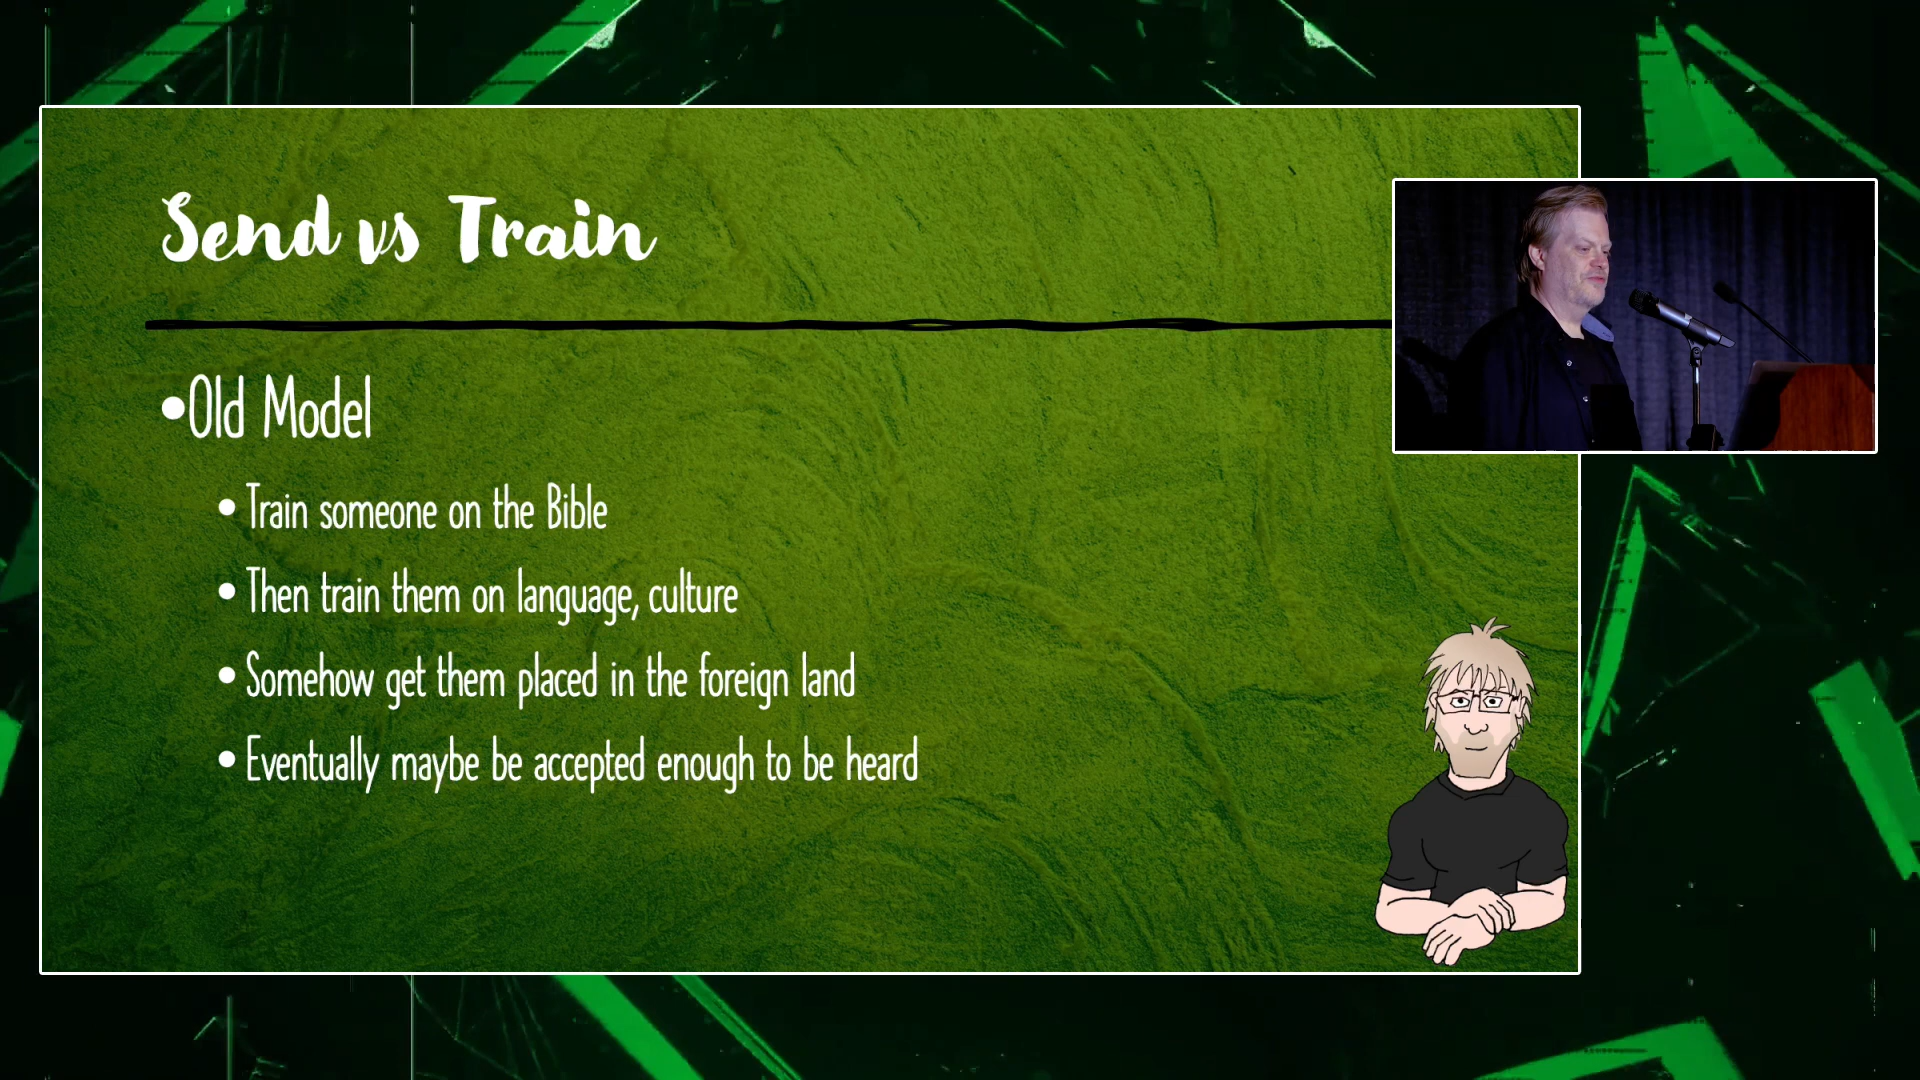 Send vs Train
•Old Model
• Train someone on the Bible
• Then train them on language, culture
• Somehow get them placed in the foreign land
• Eventually maybe be accepted enough to be heard